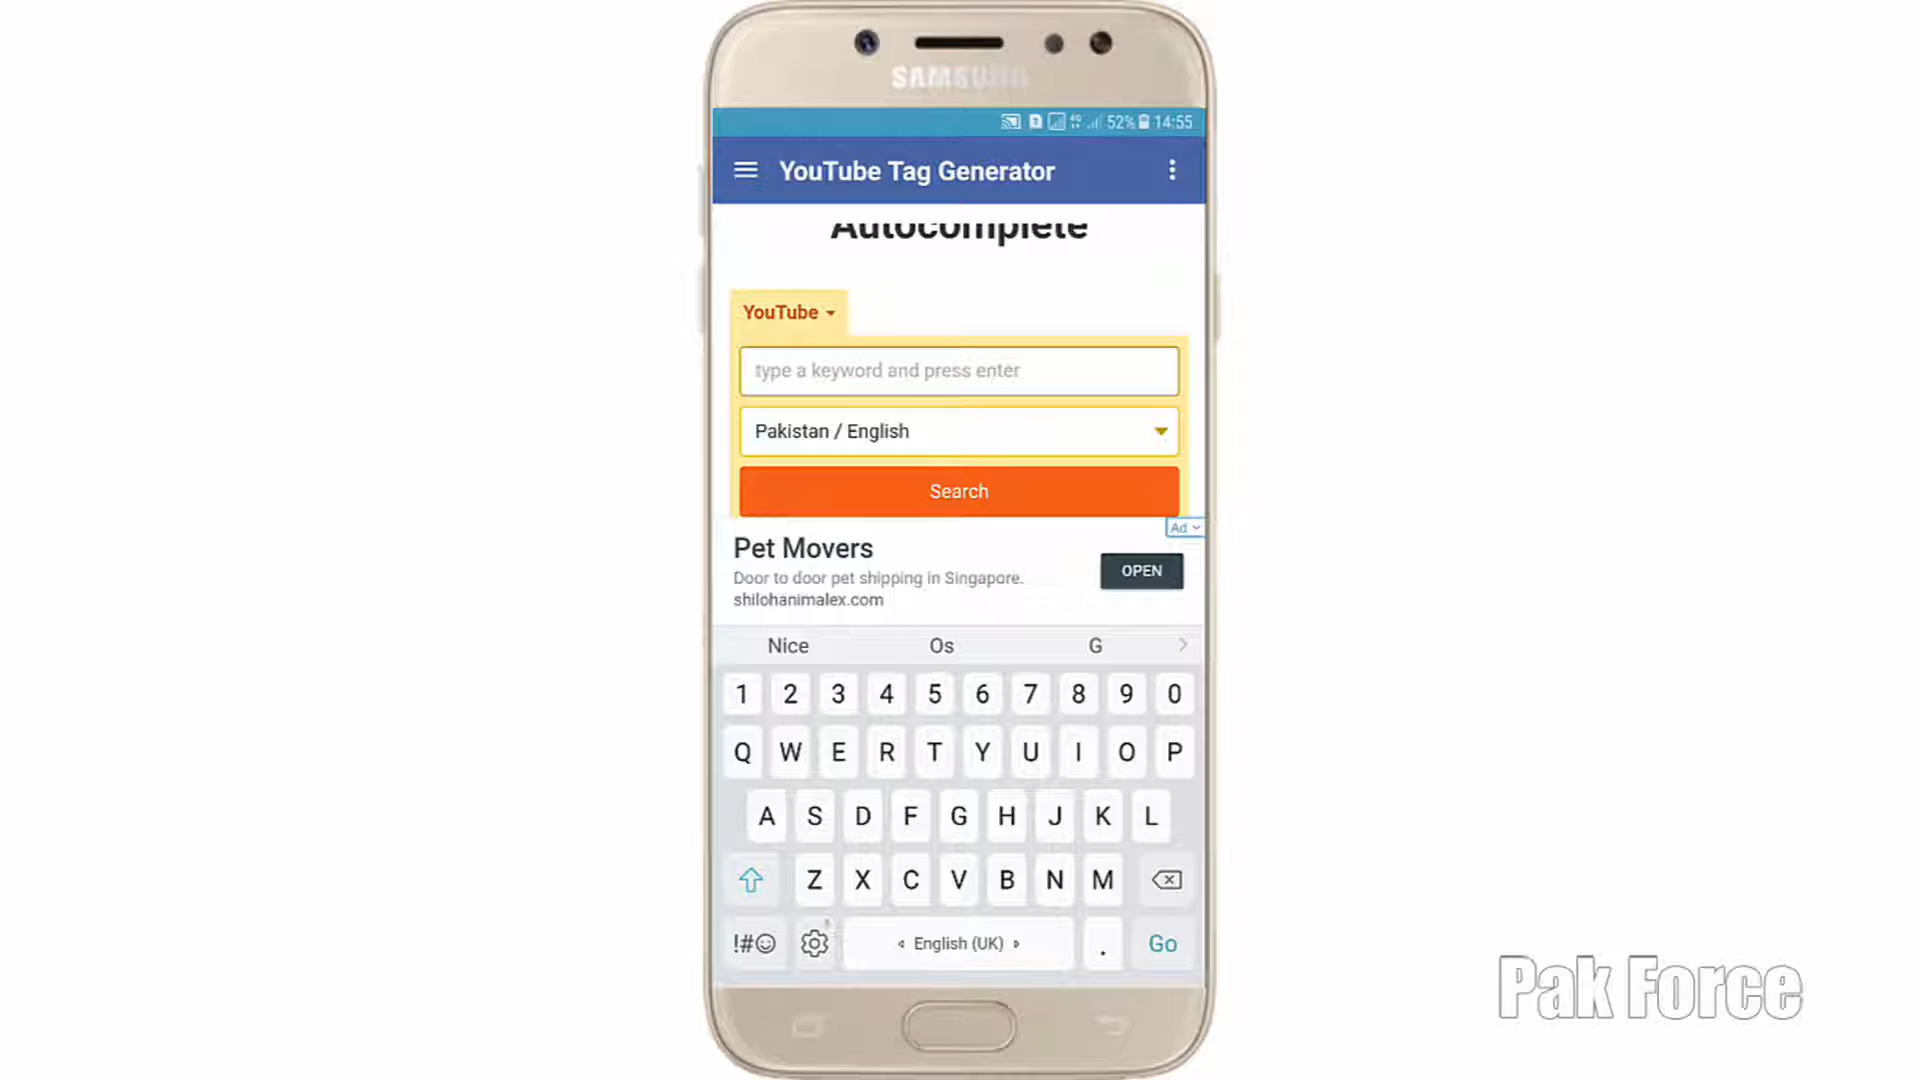 SAMSUNG
52% 14:55
YouTube Tag Generator
Autocomplete
YouTube
type a keyword and press enter
Pakistan / English
Search
Ad
Pet Movers
Door to door pet shipping in Singapore.
shilohanimalex.com
OPEN
Nice Os G
1 2 3 4 5 6 7 8 9 0
Q W E R T Y U I O P
A S D F G H J K L
Z X C V B N M
!#☺ English (UK) . Go
Pak Force